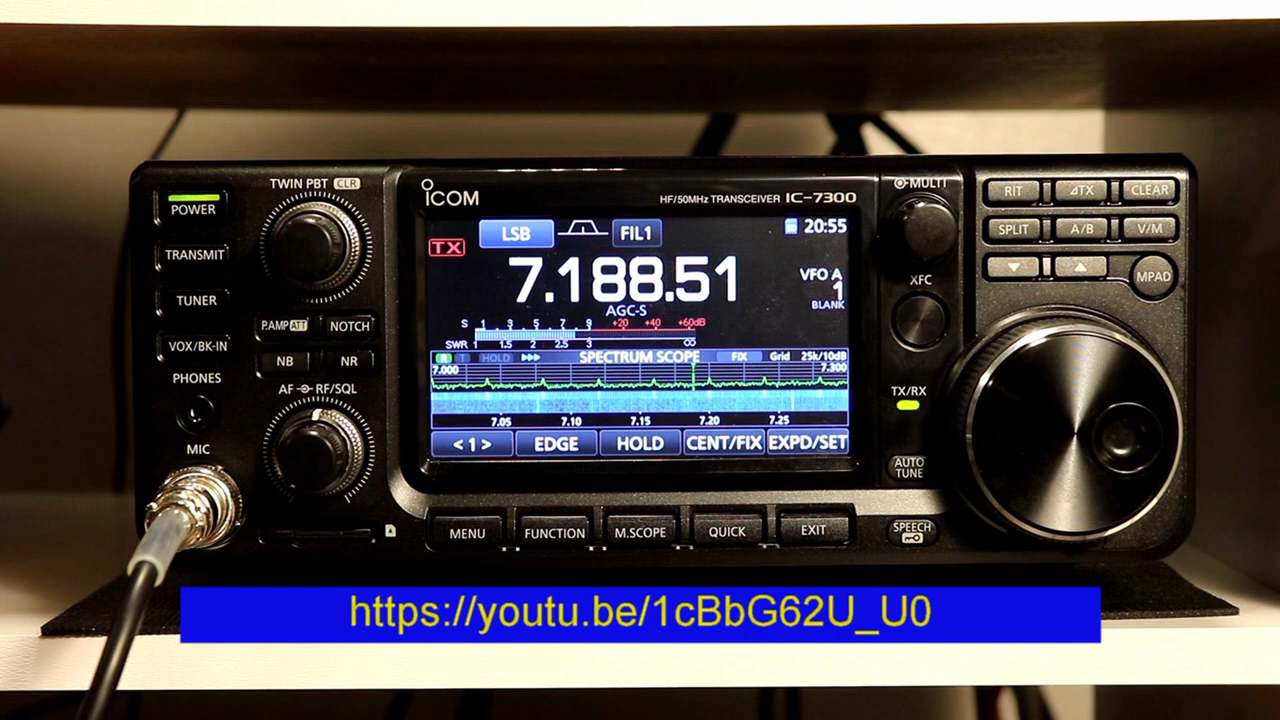 TWIN PBT CLR
POWER
TRANSMIT
TUNER
P.AMP ATT NOTCH
VOX/BK-IN
NB NR
PHONES
AF RF/SQL
MIC
ICOM
HF/50MHz TRANSCEIVER IC-7300
LSB FIL1 20:55
TX
7.188.51
VFO A
1
BLANK
AGC-S
S 1 3 5 7 9 +20 +40 +60dB
SWR 1 1.5 2 2.5 3 ∞
R T HOLD SPECTRUM SCOPE FIX Grid 25k/10dB
7.000 7.300
7.05 7.10 7.15 7.20 7.25
<1> EDGE HOLD CENT/FIX EXPD/SET
MENU FUNCTION M.SCOPE QUICK EXIT
MULTI
RIT ⊿TX CLEAR
SPLIT A/B V/M
▼ ▲ MPAD
XFC
TX/RX
AUTO
TUNE
SPEECH
https://youtu.be/1cBbG62U_U0